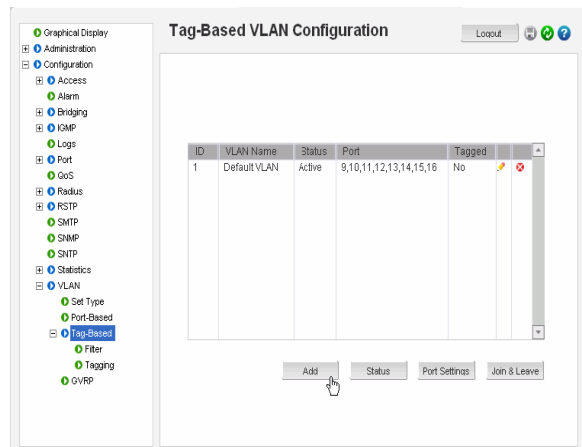 Tag-Based VLAN Configuration
Logout
Graphical Display
Administration
Configuration
Access
Alarm
Bridging
IGMP
Logs
Port
QoS
Radius
RSTP
SMTP
SNMP
SNTP
Statistics
VLAN
Set Type
Port-Based
Tag-Based
Filter
Tagging
GVRP
ID VLAN Name Status Port Tagged
1 Default VLAN Active 9,10,11,12,13,14,15,16 No
Add Status Port Settings Join & Leave